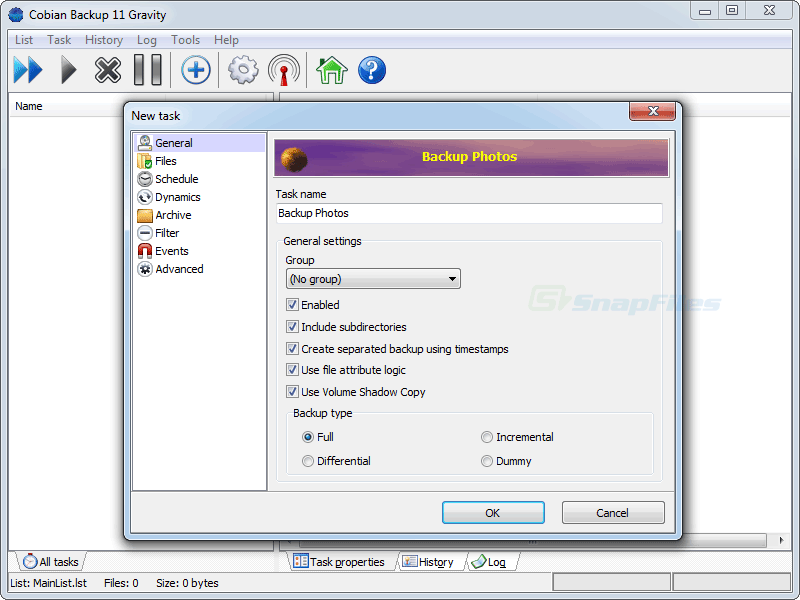 Cobian Backup 11 Gravity
List Task History Log Tools Help
Name
New task
General
Files
Schedule
Dynamics
Archive
Filter
Events
Advanced
Backup Photos
Task name
Backup Photos
General settings
Group
(No group)
Enabled
Include subdirectories
Create separated backup using timestamps
Use file attribute logic
Use Volume Shadow Copy
Backup type
Full Incremental
Differential Dummy
SnapFiles
OK Cancel
All tasks Task properties History Log
List: MainList.lst Files: 0 Size: 0 bytes